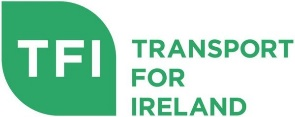 TFI
TRANSPORT
FOR
IRELAND